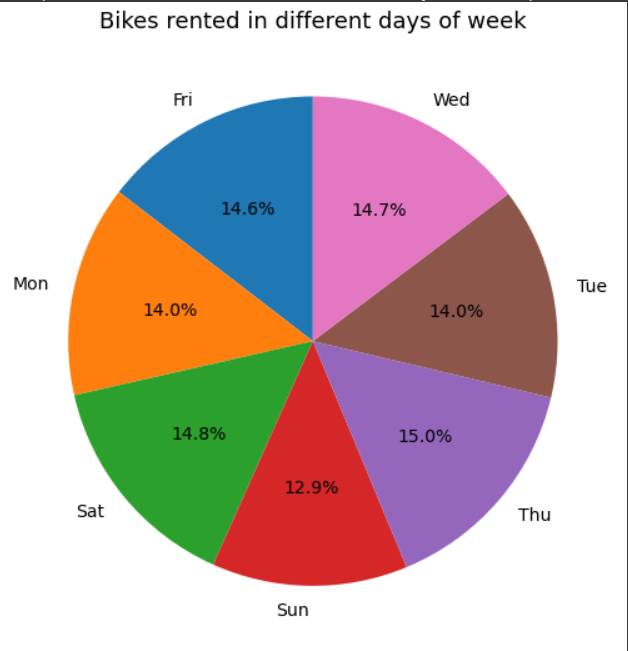 Bikes rented in different days of week
Fri
Wed
14.6%
14.7%
Mon
Tue
14.0%
14.0%
14.8%
15.0%
12.9%
Sat
Thu
Sun